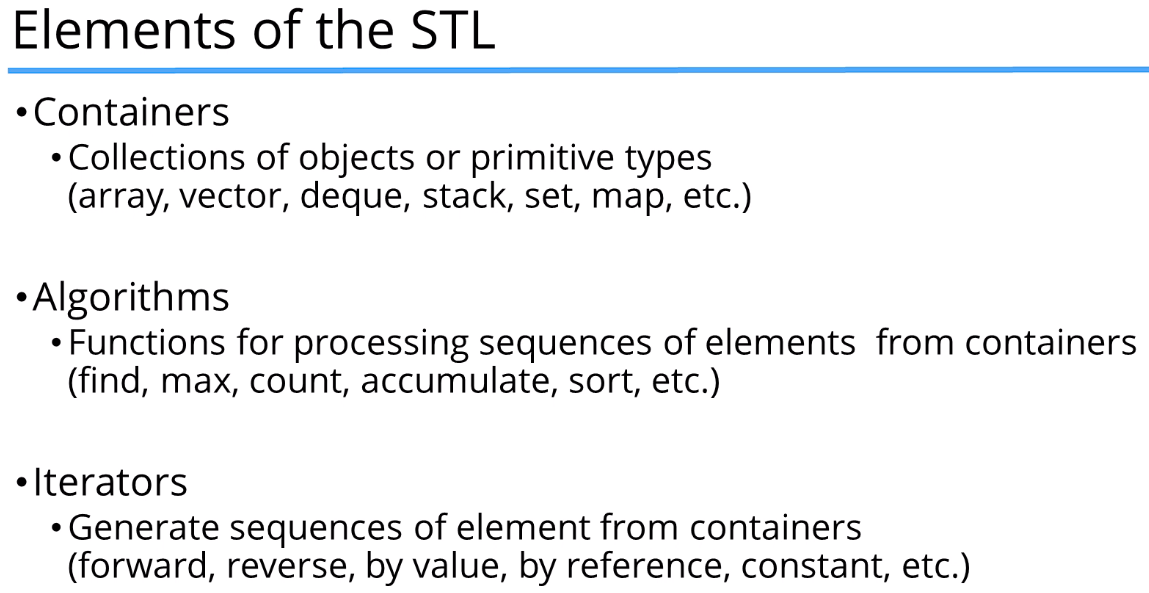 Elements of the STL
•Containers
•Collections of objects or primitive types
(array, vector, deque, stack, set, map, etc.)
•Algorithms
•Functions for processing sequences of elements  from containers
(find, max, count, accumulate, sort, etc.)
•Iterators
•Generate sequences of element from containers
(forward, reverse, by value, by reference, constant, etc.)